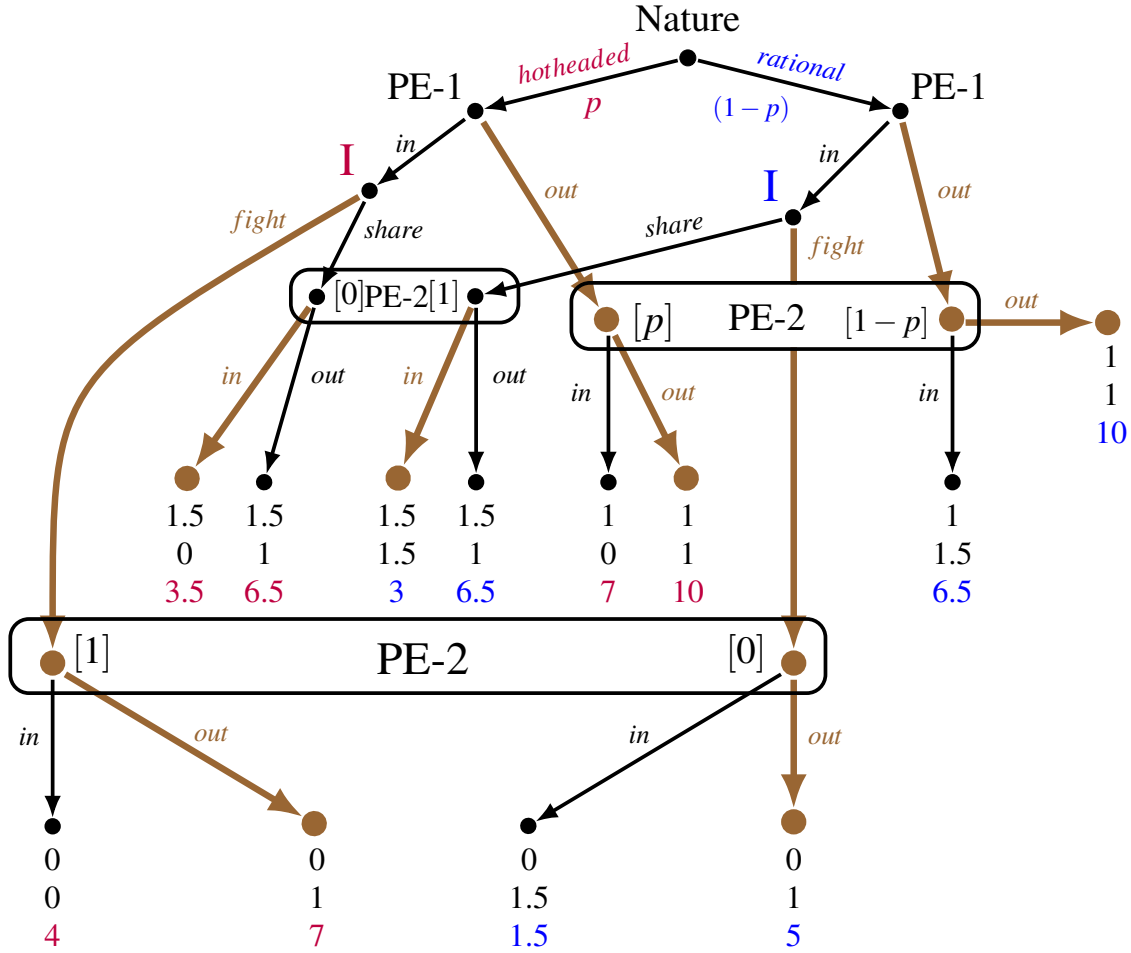 Nature
hotheaded
rational
PE-1
p
(1−p)
PE-1
in
I
in
I
out
out
fight
share
share
fight
[0]PE-2[1]
[p]
PE-2
[1−p]
out
in
out
in
out
in
out
in
1
1
10
1.5 1.5 1.5 1.5 1 1 1
0 1 1.5 1 0 1 1.5
3.5 6.5 3 6.5 7 10 6.5
[1]
PE-2
[0]
in
out
in
out
0 0 0 0
0 1 1.5 1
4 7 1.5 5